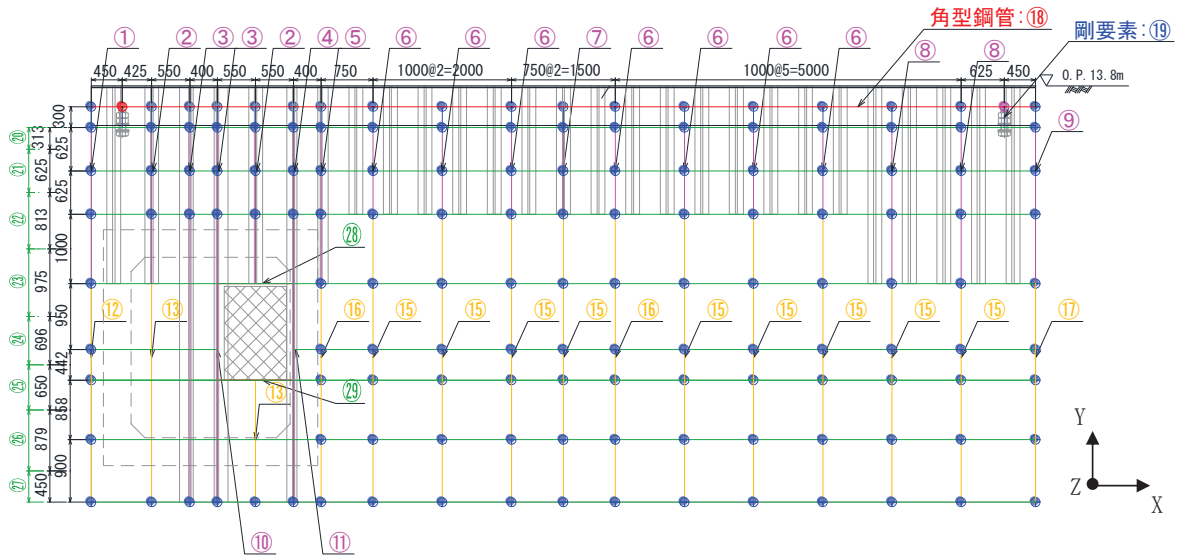 角型鋼管:⑱
剛要素:⑲
① ② ③ ③ ② ④ ⑤ ⑥ ⑥ ⑥ ⑦ ⑥ ⑥ ⑥ ⑥ ⑧ ⑧
450 425 550 400 550 550 400 750 1000@2=2000 750@2=1500 1000@5=5000 625 450
O.P.13.8m
⑨
⑳ ㉑ ㉒ ㉓ ㉔ ㉕ ㉖ ㉗
313 625 813 975 696 650 879 450
300 625 625 1000 950 442 858 900
㉘
⑫ ⑬ ⑯ ⑮ ⑮ ⑮ ⑮ ⑯ ⑮ ⑮ ⑮ ⑮ ⑮ ⑰
⑬ ㉙
⑩ ⑪
Y
Z
X